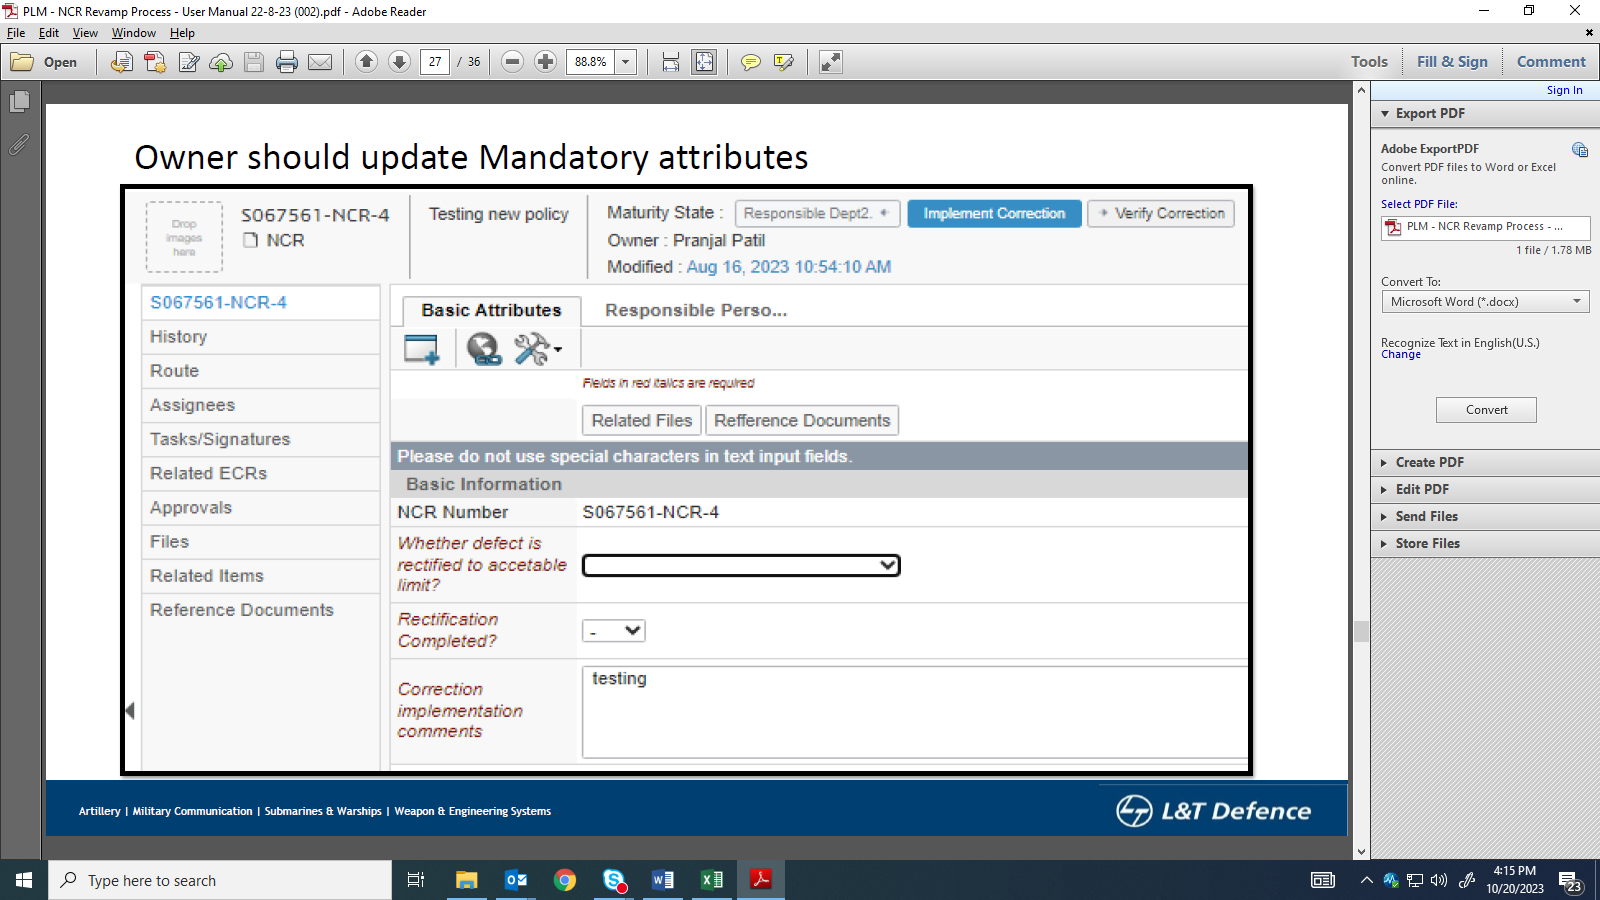 PLM - NCR Revamp Process - User Manual 22-8-23 (002).pdf - Adobe Reader
File Edit View Window Help
Open
27 / 36
88.8%
Tools Fill & Sign Comment
Sign In
Export PDF
Adobe ExportPDF
Convert PDF files to Word or Excel
online.
Select PDF File:
PLM - NCR Revamp Process - ...
1 file / 1.78 MB
Convert To:
Microsoft Word (*.docx)
Recognize Text in English(U.S.)
Change
Convert
Create PDF
Edit PDF
Send Files
Store Files
Owner should update Mandatory attributes
Drop
images
here
S067561-NCR-4
NCR
Testing new policy
Maturity State : Responsible Dept2. Implement Correction Verify Correction
Owner : Pranjal Patil
Modified : Aug 16, 2023 10:54:10 AM
S067561-NCR-4
History
Route
Assignees
Tasks/Signatures
Related ECRs
Approvals
Files
Related Items
Reference Documents
Basic Attributes Responsible Perso...
Fields in red italics are required
Related Files Refference Documents
Please do not use special characters in text input fields.
Basic Information
NCR Number S067561-NCR-4
Whether defect is
rectified to accetable
limit?
Rectification
Completed?
-
Correction
implementation
comments
testing
Artillery | Military Communication | Submarines & Warships | Weapon & Engineering Systems
L&T Defence
Type here to search
4:15 PM
10/20/2023
23